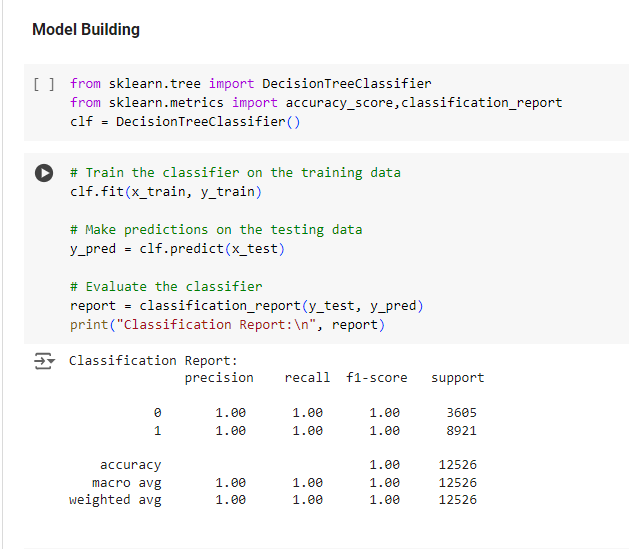 Model Building
[ ] from sklearn.tree import DecisionTreeClassifier
from sklearn.metrics import accuracy_score,classification_report
clf = DecisionTreeClassifier()
# Train the classifier on the training data
clf.fit(x_train, y_train)
# Make predictions on the testing data
y_pred = clf.predict(x_test)
# Evaluate the classifier
report = classification_report(y_test, y_pred)
print("Classification Report:\n", report)
Classification Report:
precision recall f1-score support
0 1.00 1.00 1.00 3605
1 1.00 1.00 1.00 8921
accuracy 1.00 12526
macro avg 1.00 1.00 1.00 12526
weighted avg 1.00 1.00 1.00 12526